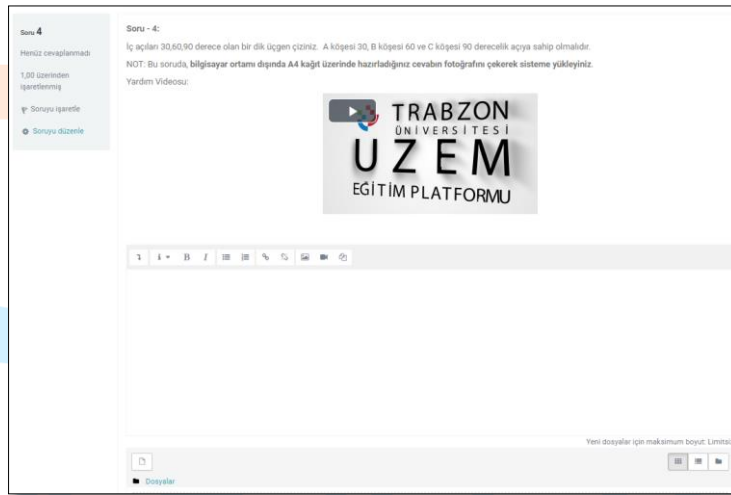 Soru 4
Henüz cevaplanmadı
1,00 üzerinden
işaretlenmiş
Soruyu işaretle
Soruyu düzenle
Soru - 4:
İç açıları 30,60,90 derece olan bir dik üçgen çiziniz. A köşesi 30, B köşesi 60 ve C köşesi 90 derecelik açıya sahip olmalıdır.
NOT: Bu soruda, bilgisayar ortamı dışında A4 kağıt üzerinde hazırladığınız cevabın fotoğrafını çekerek sisteme yükleyiniz.
Yardım Videosu:
TRABZON
ÜNİVERSİTESİ
UZEM
EĞİTİM PLATFORMU
B I
Yeni dosyalar için maksimum boyut: Limitsiz
Dosyalar